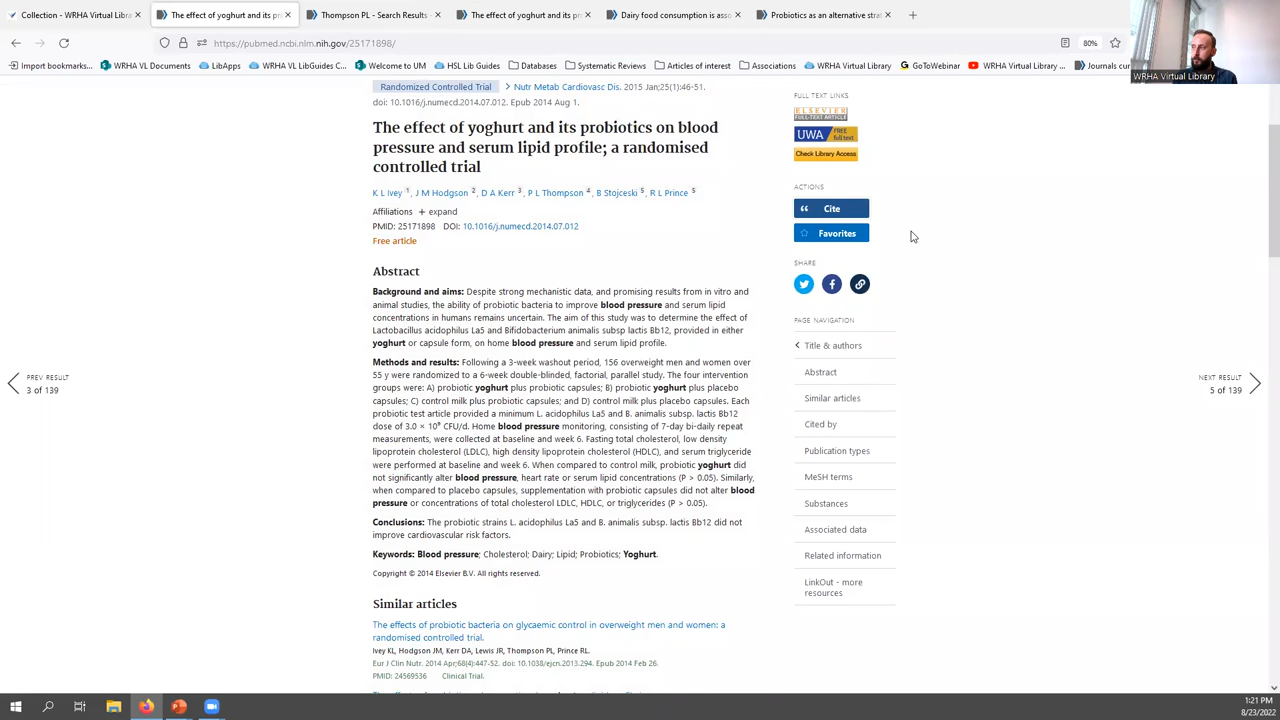 Collection - WRHA Virtual Libra
The effect of yoghurt and its pr
Thompson PL - Search Results -
The effect of yoghurt and its pr
Dairy food consumption is asso
Probiotics as an alternative stra
https://pubmed.ncbi.nlm.nih.gov/25171898/
80%
Import bookmarks...
WRHA VL Documents
LibApps
WRHA VL LibGuides C...
Welcome to UM
HSL Lib Guides
Databases
Systematic Reviews
Articles of interest
Associations
WRHA Virtual Library
GoToWebinar
WRHA Virtual Library ...
Journals cur
WRHA Virtual Library
Randomized Controlled Trial
Nutr Metab Cardiovasc Dis. 2015 Jan;25(1):46-51.
doi: 10.1016/j.numecd.2014.07.012. Epub 2014 Aug 1.
The effect of yoghurt and its probiotics on blood
pressure and serum lipid profile; a randomised
controlled trial
K L Ivey 1, J M Hodgson 2, D A Kerr 3, P L Thompson 4, B Stojceski 5, R L Prince 5
Affiliations + expand
PMID: 25171898 DOI: 10.1016/j.numecd.2014.07.012
Free article
Abstract
Background and aims: Despite strong mechanistic data, and promising results from in vitro and
animal studies, the ability of probiotic bacteria to improve blood pressure and serum lipid
concentrations in humans remains uncertain. The aim of this study was to determine the effect of
Lactobacillus acidophilus La5 and Bifidobacterium animalis subsp lactis Bb12, provided in either
yoghurt or capsule form, on home blood pressure and serum lipid profile.
Methods and results: Following a 3-week washout period, 156 overweight men and women over
55 y were randomized to a 6-week double-blinded, factorial, parallel study. The four intervention
groups were: A) probiotic yoghurt plus probiotic capsules; B) probiotic yoghurt plus placebo
capsules; C) control milk plus probiotic capsules; and D) control milk plus placebo capsules. Each
probiotic test article provided a minimum L. acidophilus La5 and B. animalis subsp. lactis Bb12
dose of 3.0 × 10⁹ CFU/d. Home blood pressure monitoring, consisting of 7-day bi-daily repeat
measurements, were collected at baseline and week 6. Fasting total cholesterol, low density
lipoprotein cholesterol (LDLC), high density lipoprotein cholesterol (HDLC), and serum triglyceride
were performed at baseline and week 6. When compared to control milk, probiotic yoghurt did
not significantly alter blood pressure, heart rate or serum lipid concentrations (P > 0.05). Similarly,
when compared to placebo capsules, supplementation with probiotic capsules did not alter blood
pressure or concentrations of total cholesterol LDLC, HDLC, or triglycerides (P > 0.05).
Conclusions: The probiotic strains L. acidophilus La5 and B. animalis subsp. lactis Bb12 did not
improve cardiovascular risk factors.
Keywords: Blood pressure; Cholesterol; Dairy; Lipid; Probiotics; Yoghurt.
Copyright © 2014 Elsevier B.V. All rights reserved.
Similar articles
The effects of probiotic bacteria on glycaemic control in overweight men and women: a
randomised controlled trial.
Ivey KL, Hodgson JM, Kerr DA, Lewis JR, Thompson PL, Prince RL.
Eur J Clin Nutr. 2014 Apr;68(4):447-52. doi: 10.1038/ejcn.2013.294. Epub 2014 Feb 26.
PMID: 24569536 Clinical Trial.
FULL TEXT LINKS
ELSEVIER
FULL-TEXT ARTICLE
UWA FREE
full text
Check Library Access
ACTIONS
Cite
Favorites
SHARE
PAGE NAVIGATION
Title & authors
Abstract
Similar articles
Cited by
Publication types
MeSH terms
Substances
Associated data
Related information
LinkOut - more
resources
PREV RESULT
3 of 139
NEXT RESULT
5 of 139
1:21 PM
8/23/2022